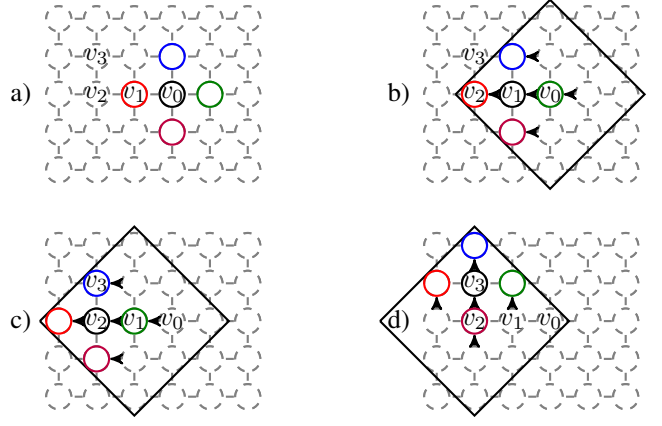 a)
v₃
v₂ v₁ v₀
b)
v₃
v₂ v₁ v₀
c)
v₃
v₂ v₁ v₀
d)
v₃
v₂ v₁ v₀